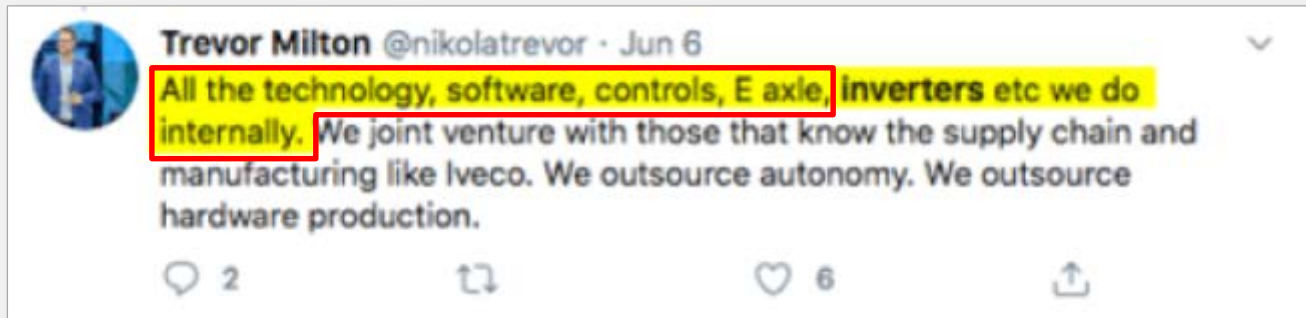 Trevor Milton @nikolatrevor · Jun 6
All the technology, software, controls, E axle, inverters etc we do
internally. We joint venture with those that know the supply chain and
manufacturing like Iveco. We outsource autonomy. We outsource
hardware production.
2 6